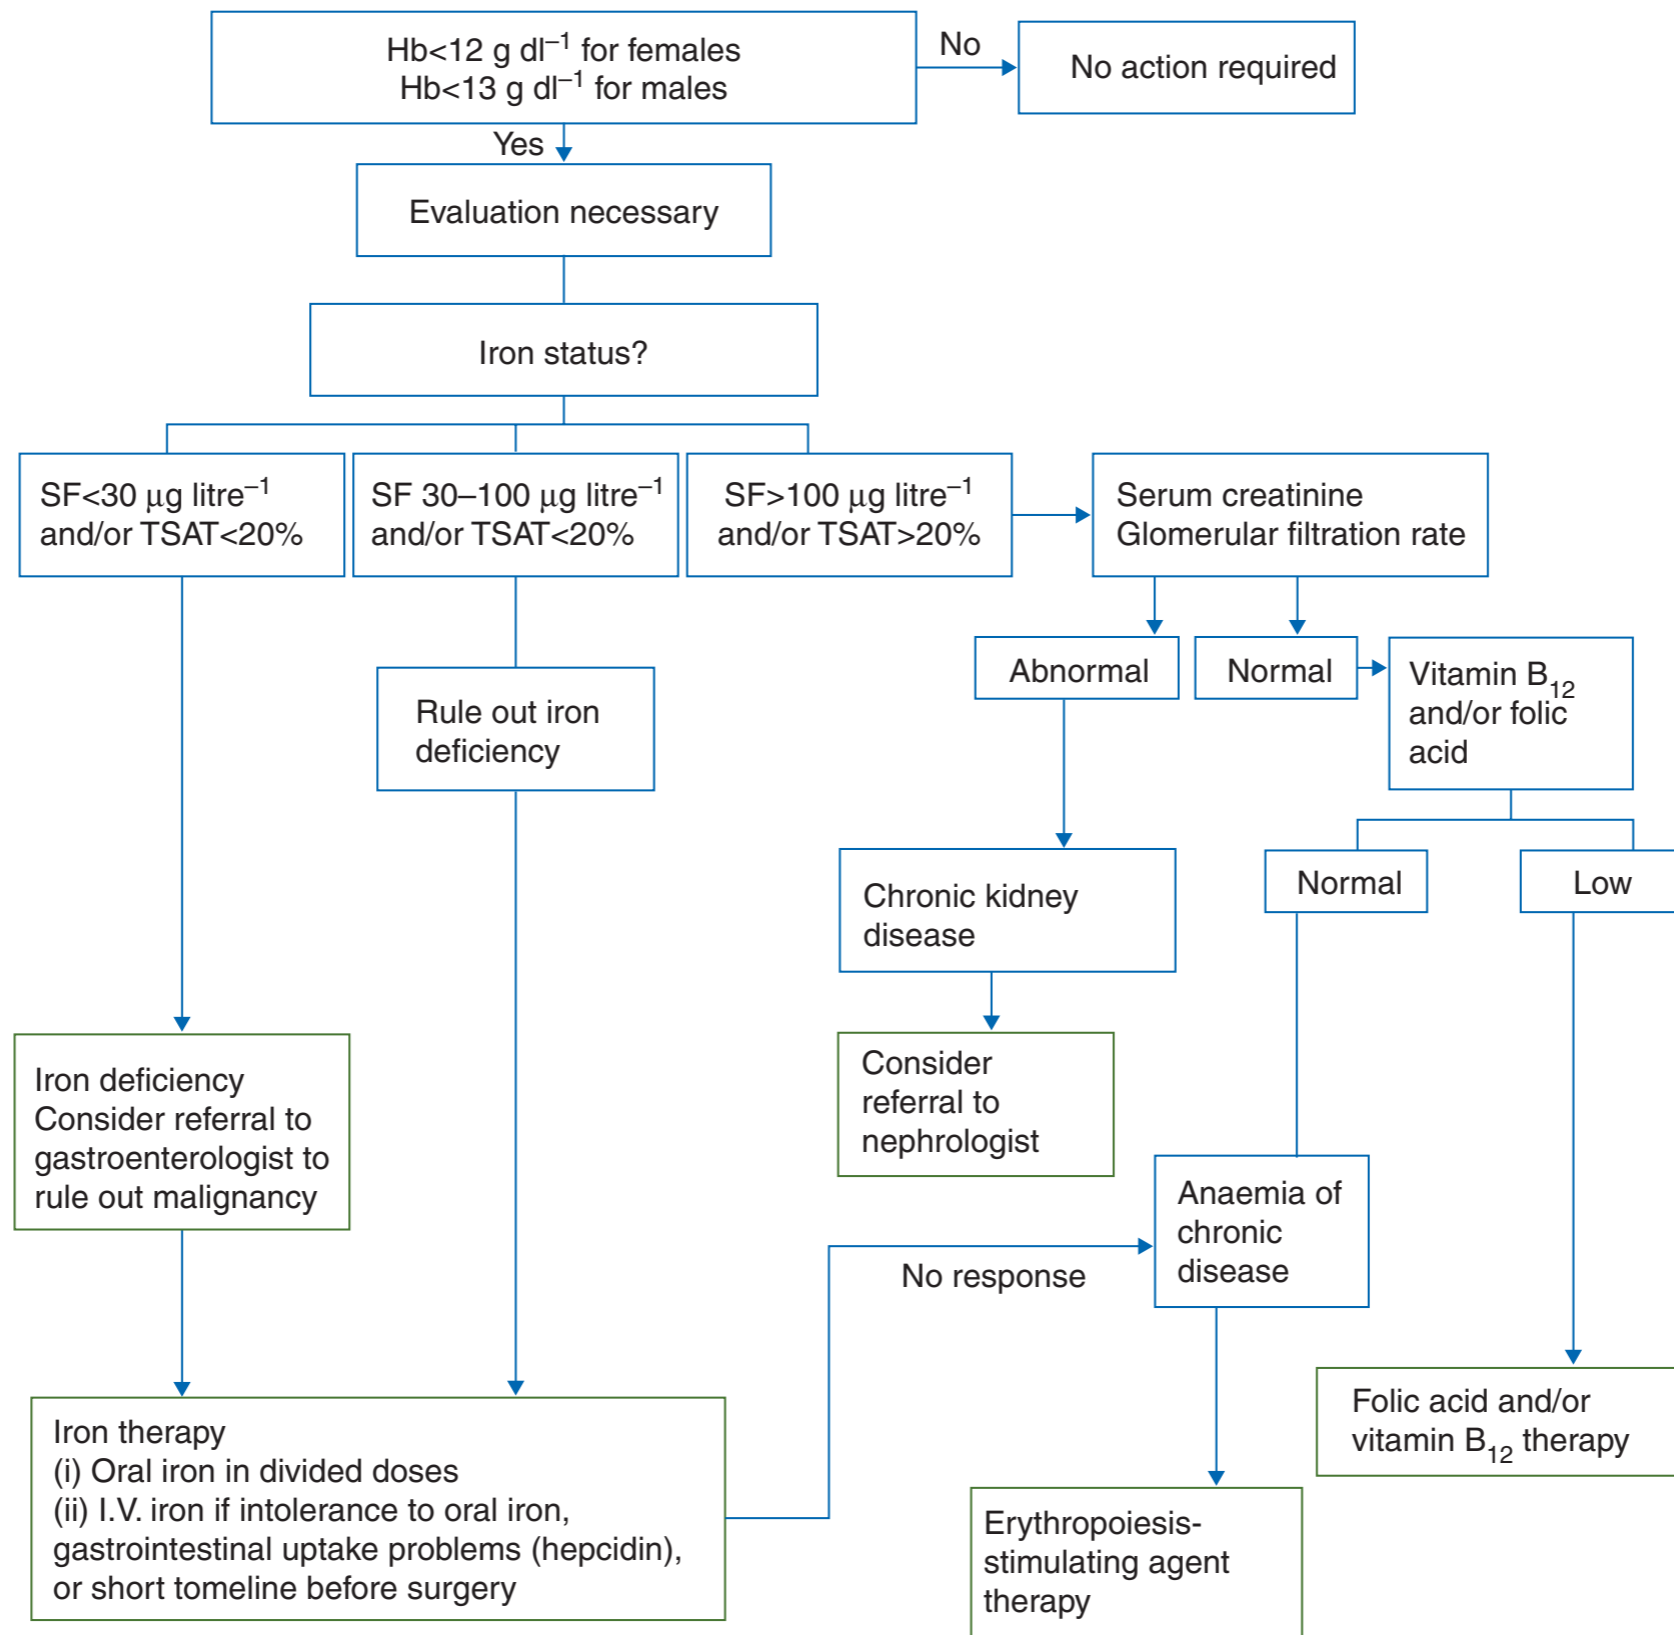 Hb<12 g dl⁻¹ for females
Hb<13 g dl⁻¹ for males
No
No action required
Yes
Evaluation necessary
Iron status?
SF<30 μg litre⁻¹
and/or TSAT<20%
SF 30–100 μg litre⁻¹
and/or TSAT<20%
SF>100 μg litre⁻¹
and/or TSAT>20%
Serum creatinine
Glomerular filtration rate
Abnormal
Normal
Vitamin B₁₂
and/or folic
acid
Rule out iron
deficiency
Normal
Low
Chronic kidney
disease
Consider
referral to
nephrologist
Iron deficiency
Consider referral to
gastroenterologist to
rule out malignancy
Anaemia of
chronic
disease
No response
Folic acid and/or
vitamin B₁₂ therapy
Iron therapy
(i) Oral iron in divided doses
(ii) I.V. iron if intolerance to oral iron,
gastrointestinal uptake problems (hepcidin),
or short tomeline before surgery
Erythropoiesis-
stimulating agent
therapy